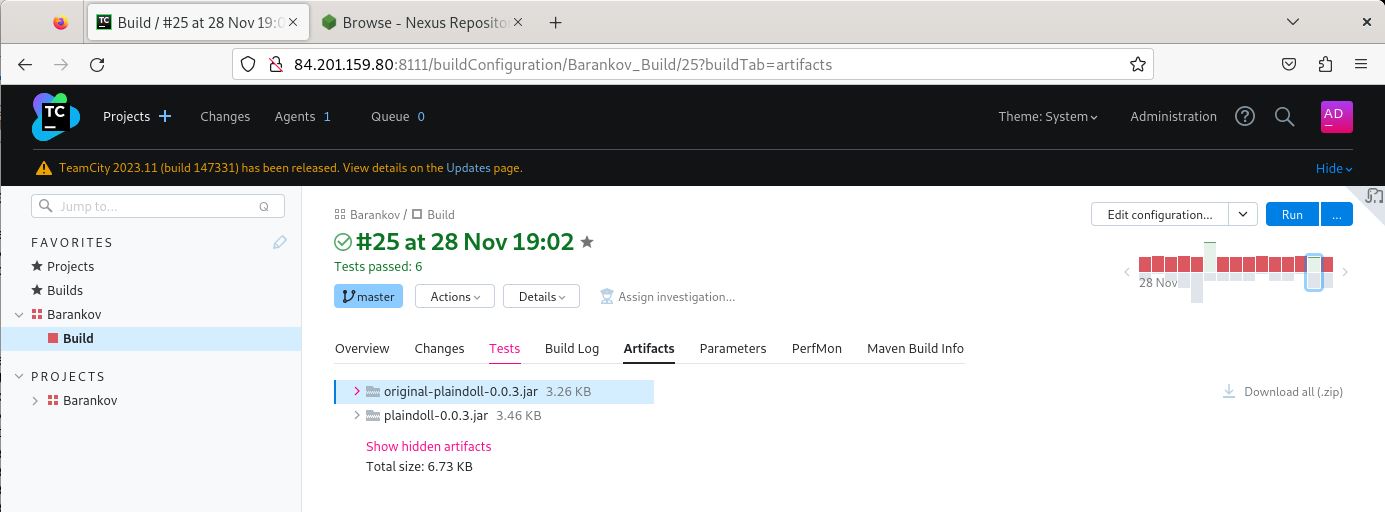 Build / #25 at 28 Nov 19:0
Browse - Nexus Reposito
84.201.159.80:8111/buildConfiguration/Barankov_Build/25?buildTab=artifacts
TC
Projects
Changes
Agents 1
Queue 0
Theme: System
Administration
AD
TeamCity 2023.11 (build 147331) has been released. View details on the Updates page.
Hide
Jump to...
Q
FAVORITES
Projects
Builds
Barankov
Build
PROJECTS
Barankov
Barankov / Build
Edit configuration...
Run
...
#25 at 28 Nov 19:02
Tests passed: 6
28 Nov
master
Actions
Details
Assign investigation...
Overview
Changes
Tests
Build Log
Artifacts
Parameters
PerfMon
Maven Build Info
original-plaindoll-0.0.3.jar 3.26 KB
Download all (.zip)
plaindoll-0.0.3.jar 3.46 KB
Show hidden artifacts
Total size: 6.73 KB